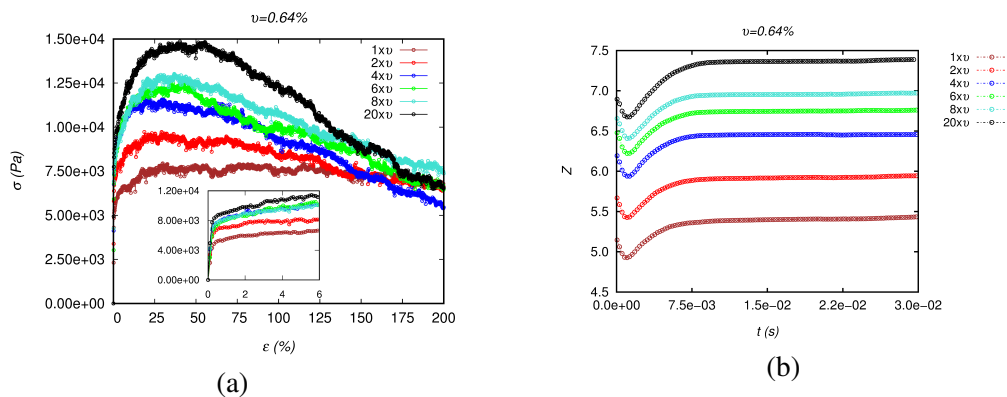 υ=0.64%
1.50e+04
1.25e+04
1.00e+04
7.50e+03
5.00e+03
2.50e+03
0.00e+00
σ (Pa)
1xυ
2xυ
4xυ
6xυ
8xυ
20xυ
1.20e+04
8.00e+03
4.00e+03
0.00e+00
0 2 4 6
0 25 50 75 100 125 150 175 200
ε (%)
(a)
υ=0.64%
7.5
7.0
6.5
6.0
5.5
5.0
4.5
Z
0.0e+00 7.5e-03 1.5e-02 2.2e-02 3.0e-02
t (s)
1xυ
2xυ
4xυ
6xυ
8xυ
20xυ
(b)